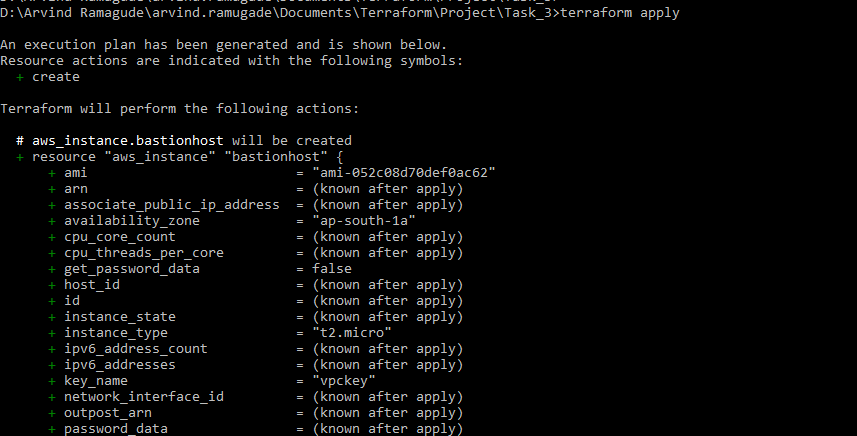 D:\Arvind Ramagude\arvind.ramugade\Documents\Terraform\Project\Task_3>terraform apply
An execution plan has been generated and is shown below.
Resource actions are indicated with the following symbols:
+ create
Terraform will perform the following actions:
# aws_instance.bastionhost will be created
+ resource "aws_instance" "bastionhost" {
+ ami = "ami-052c08d70def0ac62"
+ arn = (known after apply)
+ associate_public_ip_address = (known after apply)
+ availability_zone = "ap-south-1a"
+ cpu_core_count = (known after apply)
+ cpu_threads_per_core = (known after apply)
+ get_password_data = false
+ host_id = (known after apply)
+ id = (known after apply)
+ instance_state = (known after apply)
+ instance_type = "t2.micro"
+ ipv6_address_count = (known after apply)
+ ipv6_addresses = (known after apply)
+ key_name = "vpckey"
+ network_interface_id = (known after apply)
+ outpost_arn = (known after apply)
+ password_data = (known after apply)